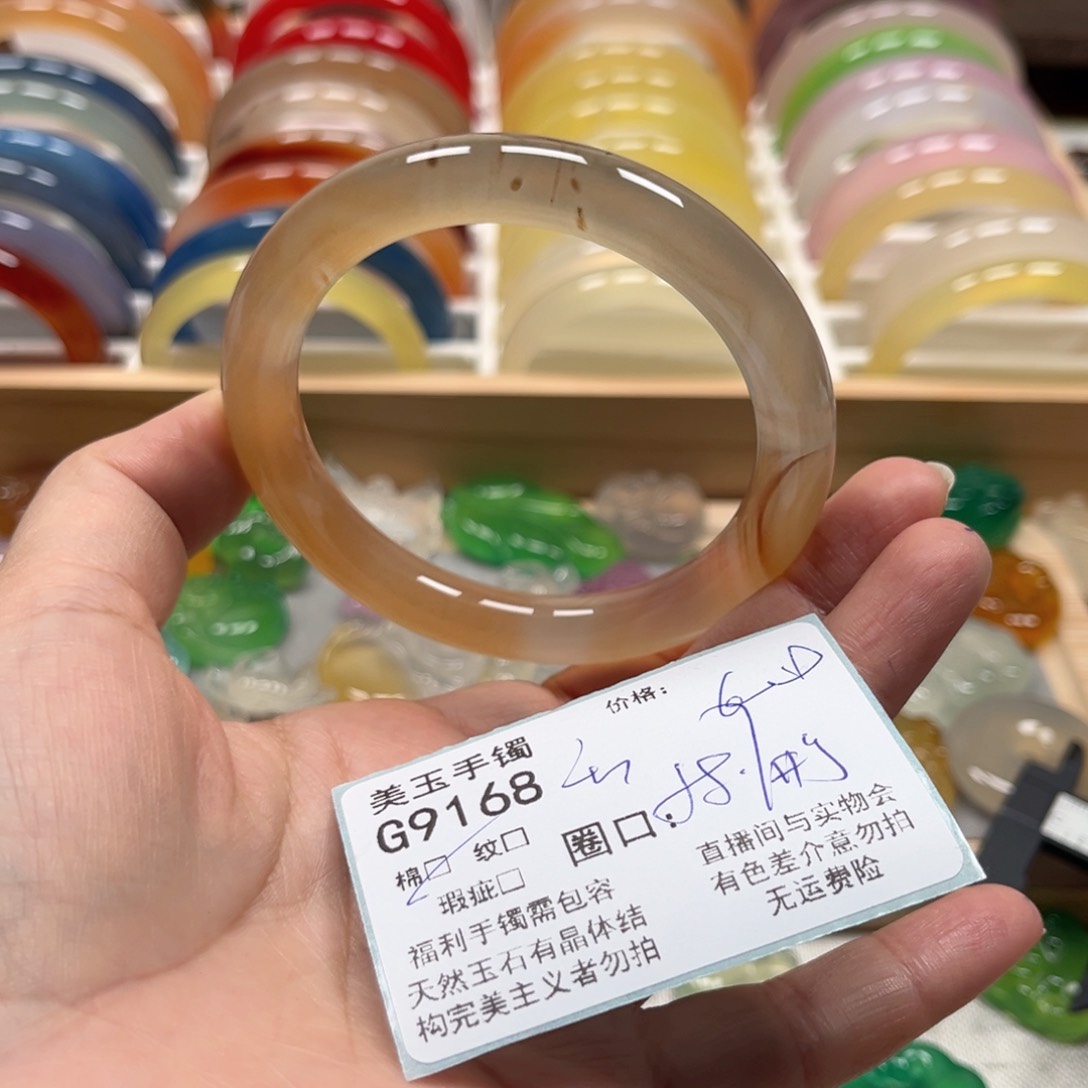 价格:
美玉手镯
G9168
圈口:
棉□ 纹□
瑕疵□
直播间与实物会
有色差介意勿拍
无运费险
福利手镯需包容
天然玉石有晶体结
构完美主义者勿拍